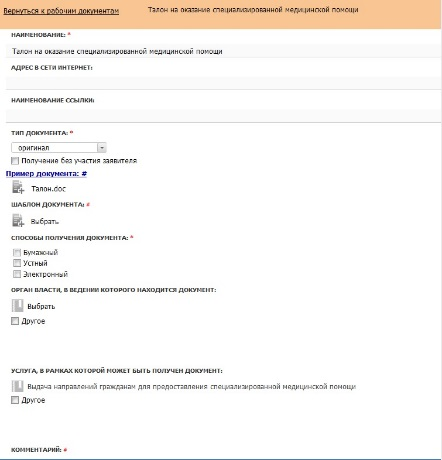 Вернуться к рабочим документам
Талон на оказание специализированной медицинской помощи
НАИМЕНОВАНИЕ: *
Талон на оказание специализированной медицинской помощи
АДРЕС В СЕТИ ИНТЕРНЕТ:
НАИМЕНОВАНИЕ ССЫЛКИ:
ТИП ДОКУМЕНТА: *
оригинал
Получение без участия заявителя
Пример документа: #
Талон.doc
ШАБЛОН ДОКУМЕНТА: #
Выбрать
СПОСОБЫ ПОЛУЧЕНИЯ ДОКУМЕНТА: *
Бумажный
Устный
Электронный
ОРГАН ВЛАСТИ, В ВЕДЕНИИ КОТОРОГО НАХОДИТСЯ ДОКУМЕНТ:
Выбрать
Другое
УСЛУГА, В РАМКАХ КОТОРОЙ МОЖЕТ БЫТЬ ПОЛУЧЕН ДОКУМЕНТ:
Выдача направлений гражданам для предоставления специализированной медицинской помощи
Другое
КОММЕНТАРИЙ: #